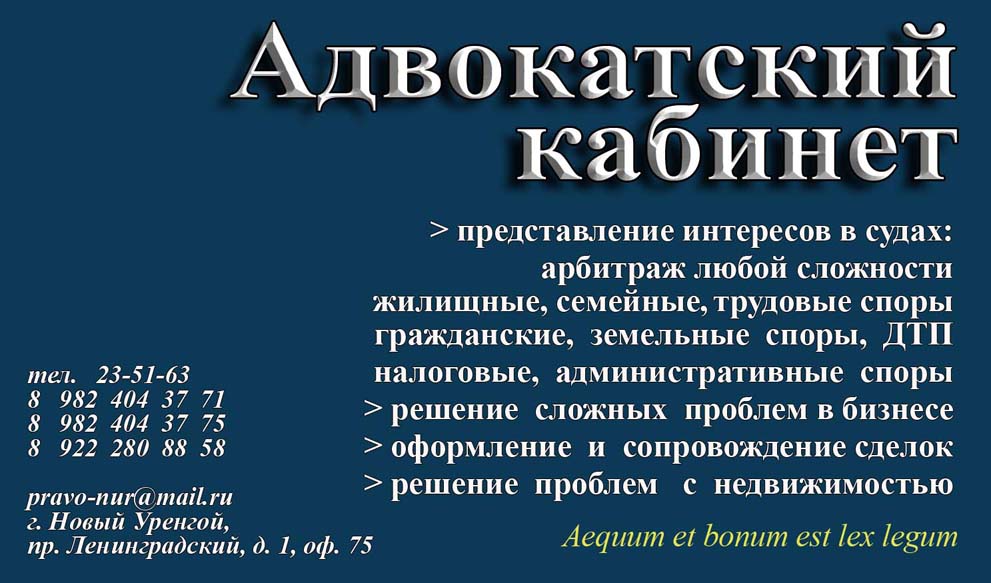 Адвокатский
кабинет
> представление интересов в судах:
арбитраж любой сложности
жилищные, семейные, трудовые споры
гражданские, земельные споры, ДТП
налоговые, административные споры
> решение сложных проблем в бизнесе
> оформление и сопровождение сделок
> решение проблем с недвижимостью
тел. 23-51-63
8 982 404 37 71
8 982 404 37 75
8 922 280 88 58
pravo-nur@mail.ru
г. Новый Уренгой,
пр. Ленинградский, д. 1, оф. 75
Aequum et bonum est lex legum